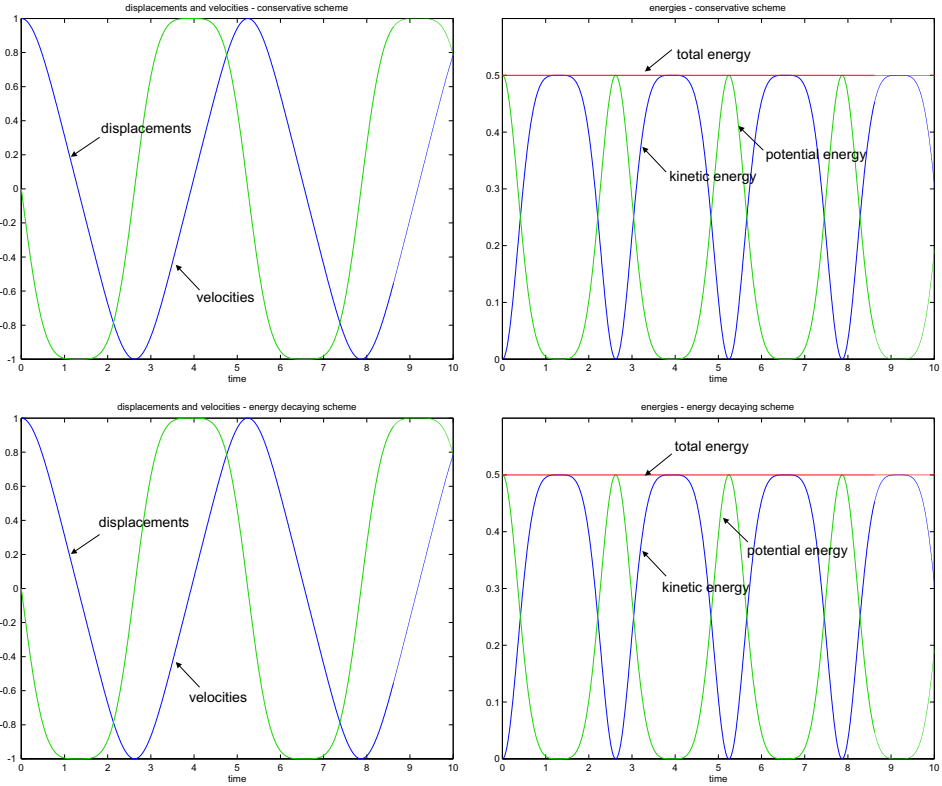 displacements and velocities - conservative scheme
1
0.8
0.6
0.4
0.2
0
-0.2
-0.4
-0.6
-0.8
-1
displacements
velocities
0 1 2 3 4 5 6 7 8 9 10
time
energies - conservative scheme
0.5
0.4
0.3
0.2
0.1
0
total energy
potential energy
kinetic energy
0 1 2 3 4 5 6 7 8 9 10
time
displacements and velocities - energy decaying scheme
1
0.8
0.6
0.4
0.2
0
-0.2
-0.4
-0.6
-0.8
-1
displacements
velocities
0 1 2 3 4 5 6 7 8 9 10
time
energies - energy decaying scheme
0.5
0.4
0.3
0.2
0.1
0
total energy
potential energy
kinetic energy
0 1 2 3 4 5 6 7 8 9 10
time